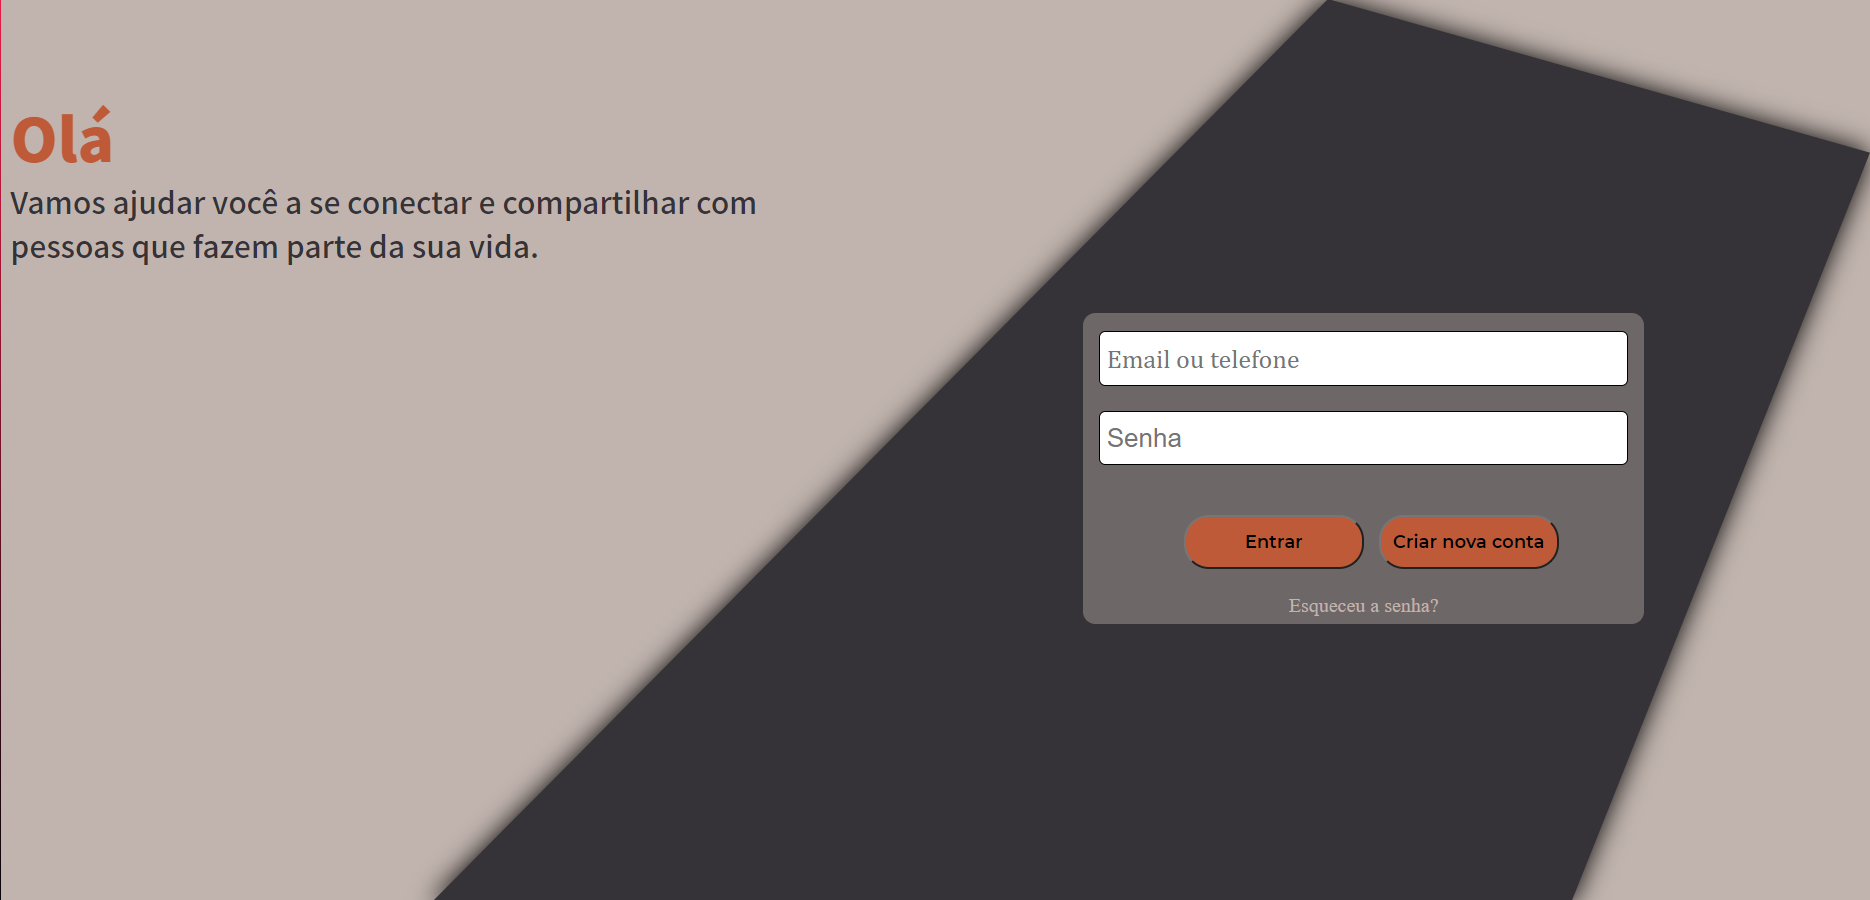 Olá
Vamos ajudar você a se conectar e compartilhar com
pessoas que fazem parte da sua vida.
Email ou telefone
Senha
Entrar
Criar nova conta
Esqueceu a senha?